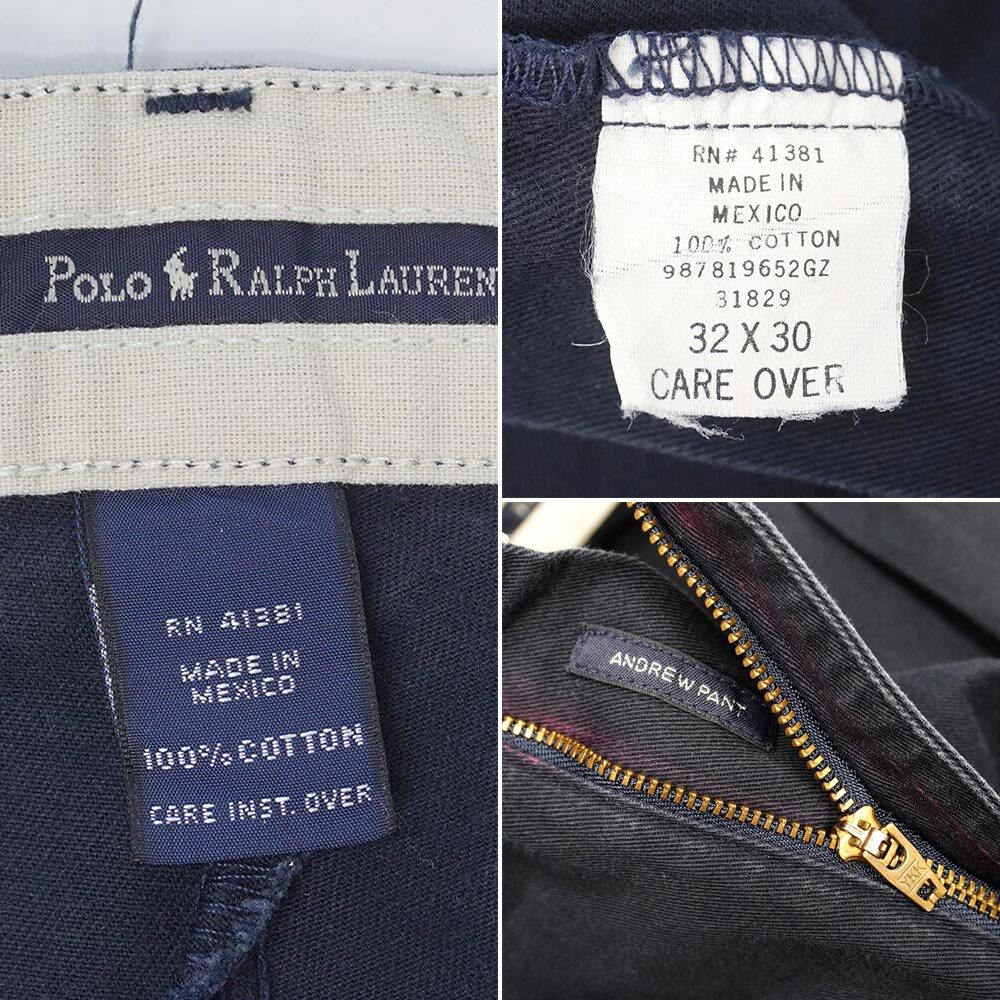 POLO RALPH LAUREN
RN 41381
MADE IN
MEXICO
100% COTTON
CARE INST. OVER
RN# 41381
MADE IN
MEXICO
100% COTTON
987819652GZ
31829
32 X 30
CARE OVER
ANDREW PANT
YKK